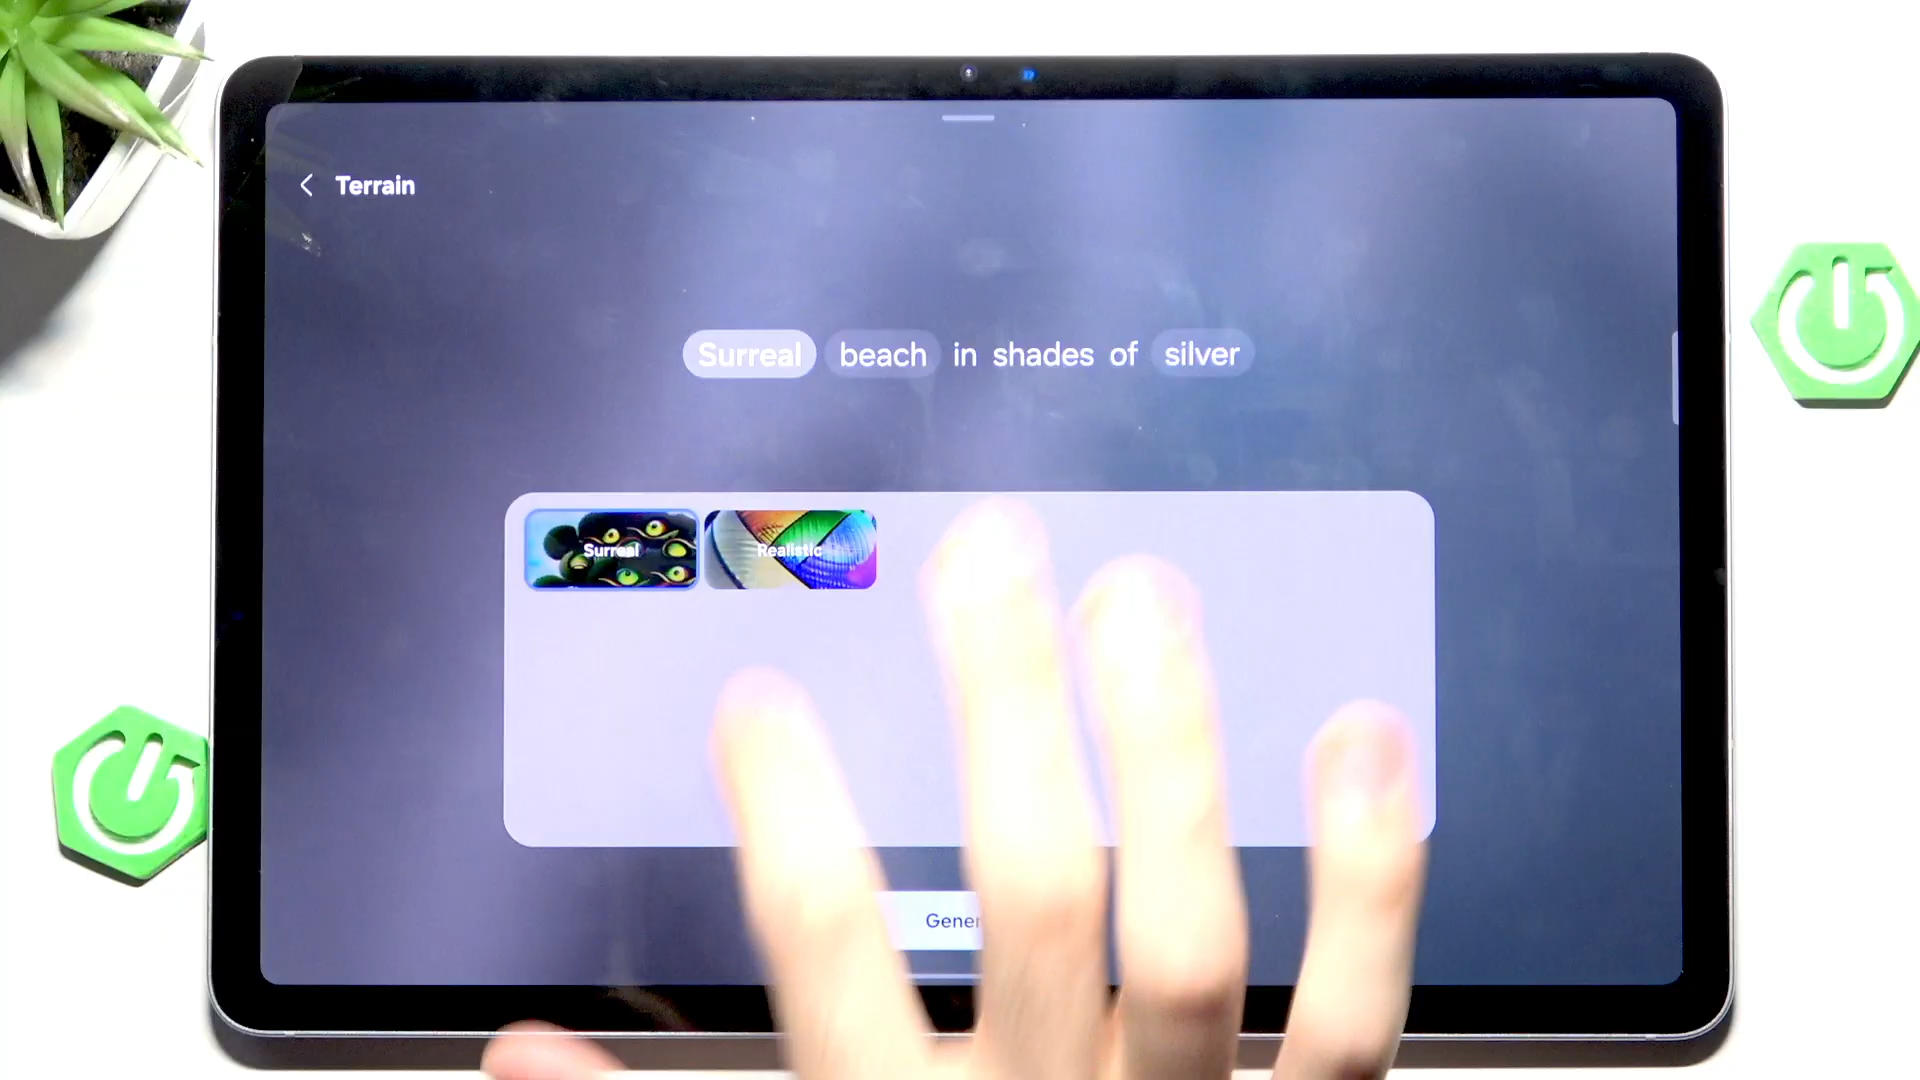 Terrain
Surreal beach in shades of silver
Surreal Realistic
Gener